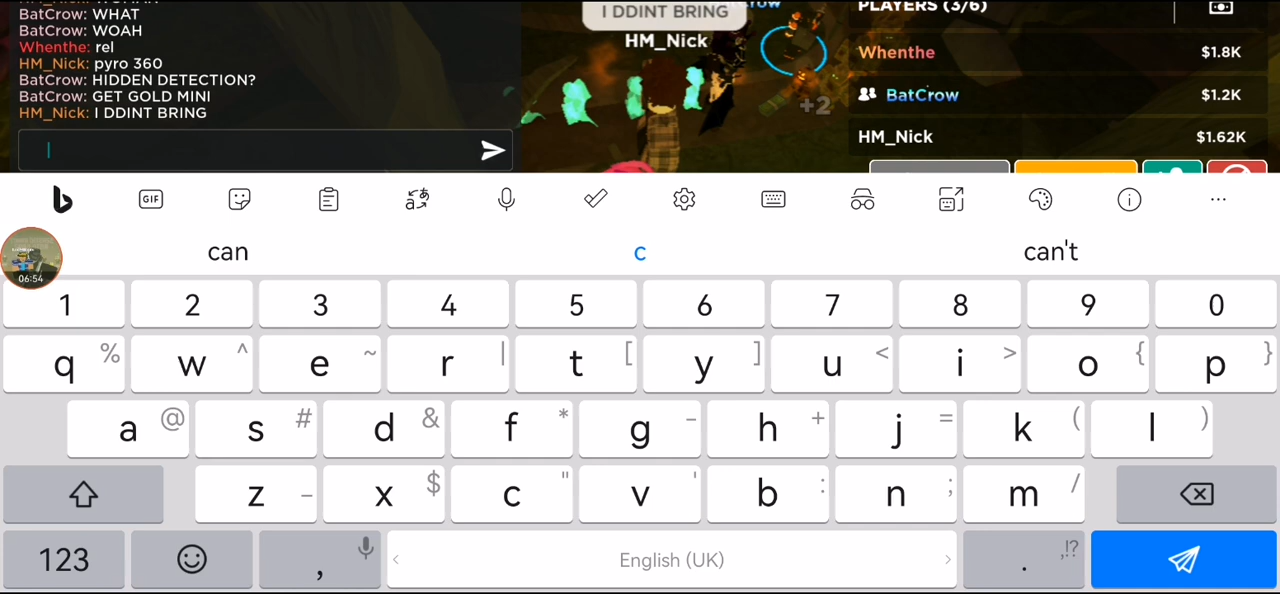 BatCrow: WHAT
BatCrow: WOAH
Whenthe: rel
HM_Nick: pyro 360
BatCrow: HIDDEN DETECTION?
BatCrow: GET GOLD MINI
HM_Nick: I DDINT BRING
I DDINT BRING
HM_Nick
+2
PLAYERS (3/6)
Whenthe $1.8K
BatCrow $1.2K
HM_Nick $1.62K
GIF
06:54
can c can't
1 2 3 4 5 6 7 8 9 0
q % w ^ e ~ r | t [ y ] u < i > o { p }
a @ s # d & f * g - h + j = k ( l )
z _ x $ c " v ' b : n ; m /
123 , English (UK) . ,!?